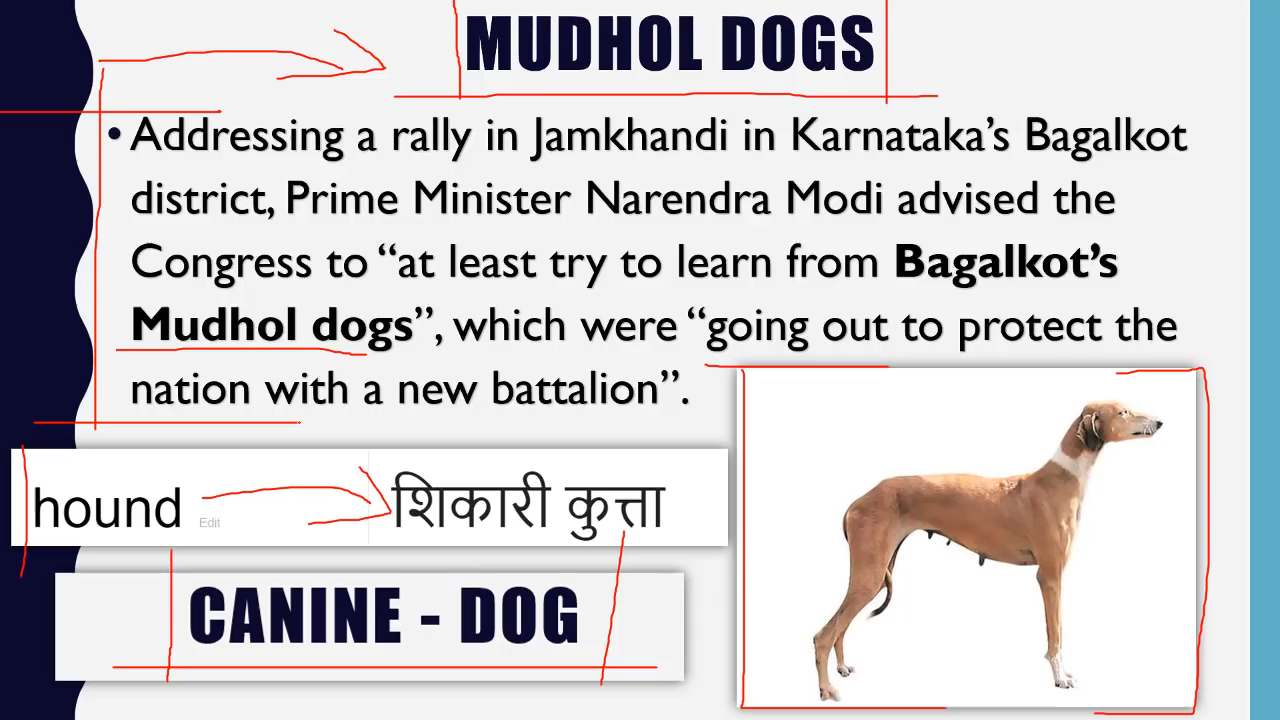 MUDHOL DOGS
• Addressing a rally in Jamkhandi in Karnataka’s Bagalkot
district, Prime Minister Narendra Modi advised the
Congress to “at least try to learn from Bagalkot’s
Mudhol dogs”, which were “going out to protect the
nation with a new battalion”.
hound Edit शिकारी कुत्ता
CANINE - DOG